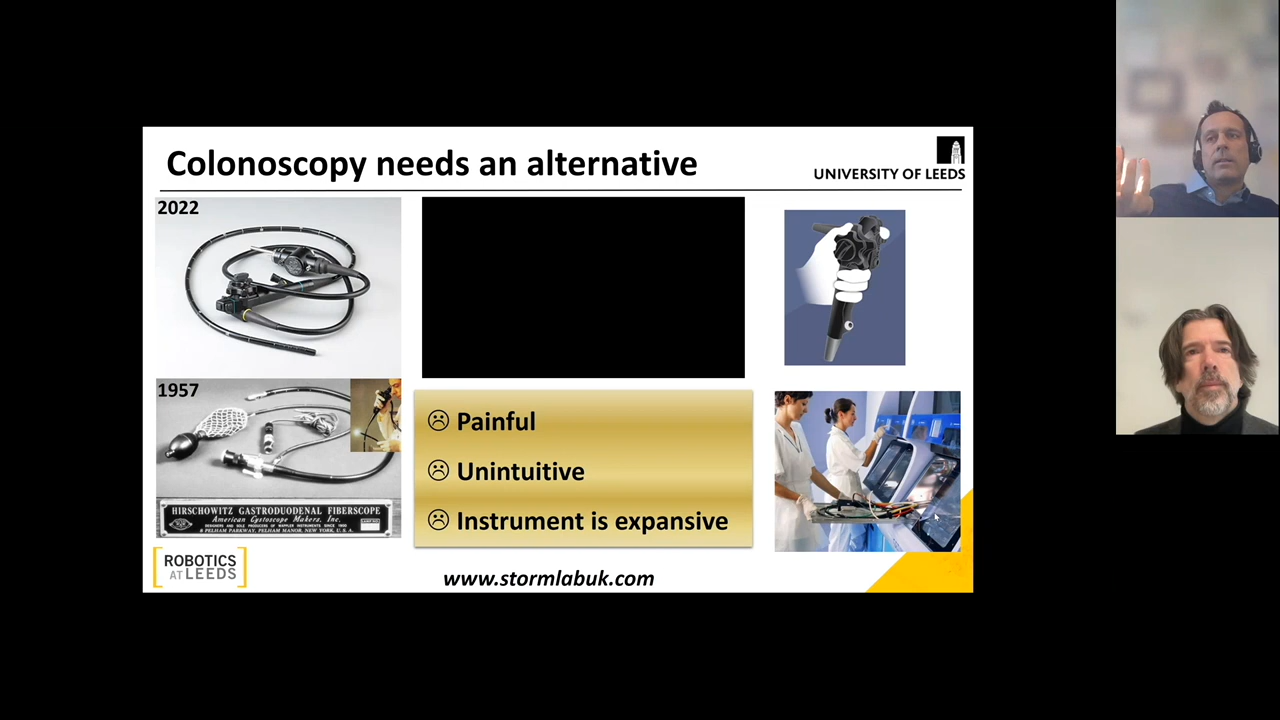 Colonoscopy needs an alternative
UNIVERSITY OF LEEDS
2022
1957
HIRSCHOWITZ GASTRODUODENAL FIBERSCOPE
American Cystoscope Makers, Inc.
8 PELHAM PARKWAY, PELHAM MANOR, NEW YORK, U. S. A.
☹ Painful
☹ Unintuitive
☹ Instrument is expansive
ROBOTICS
AT LEEDS
www.stormlabuk.com